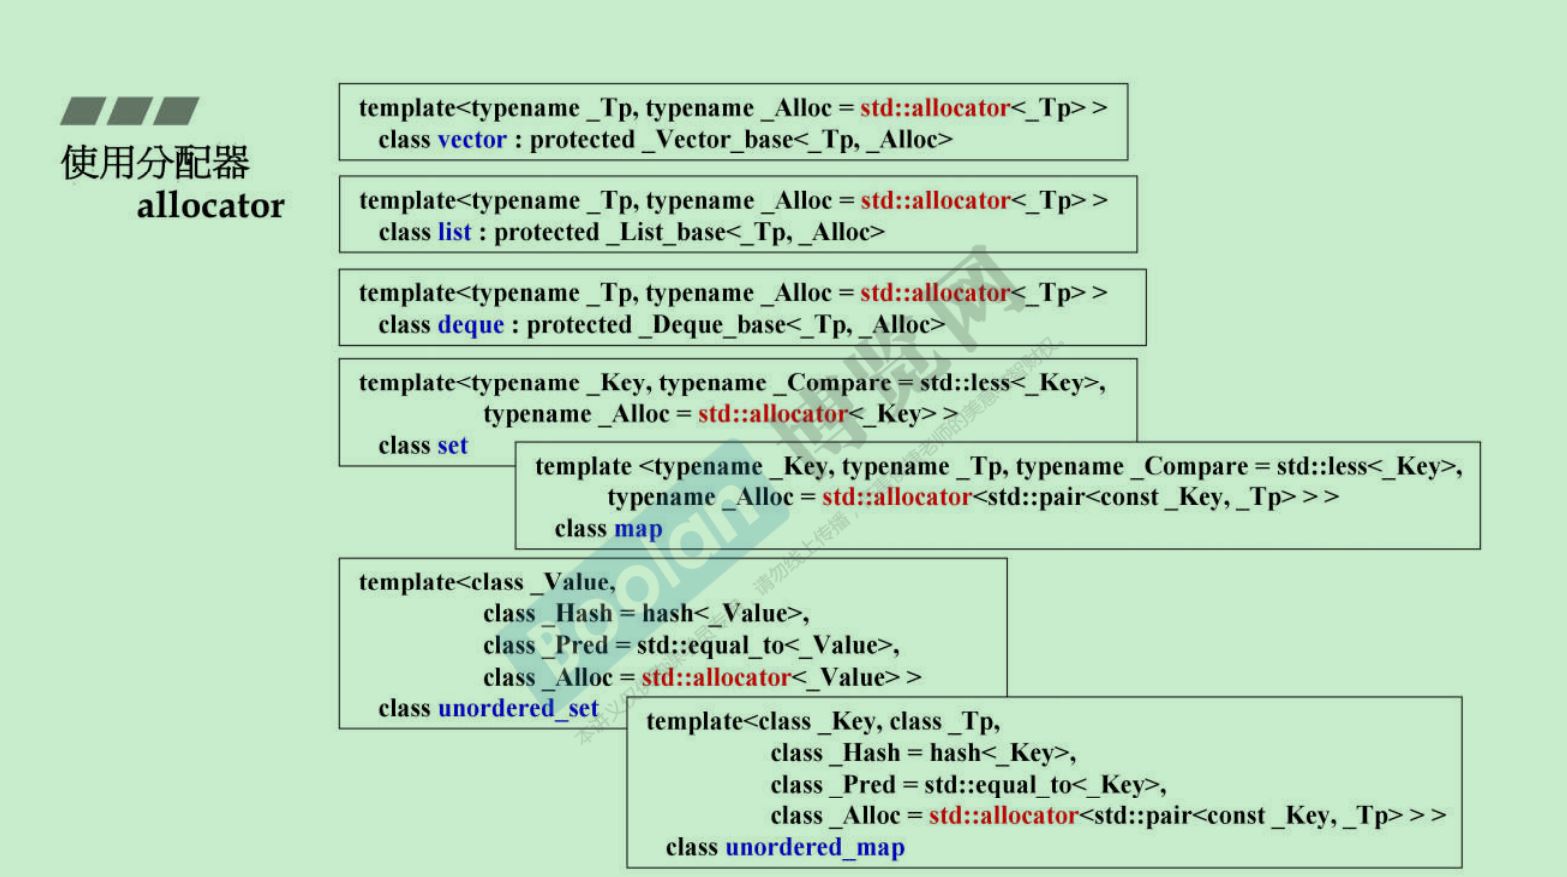 使用分配器
allocator
template<typename _Tp, typename _Alloc = std::allocator<_Tp> >
class vector : protected _Vector_base<_Tp, _Alloc>
template<typename _Tp, typename _Alloc = std::allocator<_Tp> >
class list : protected _List_base<_Tp, _Alloc>
template<typename _Tp, typename _Alloc = std::allocator<_Tp> >
class deque : protected _Deque_base<_Tp, _Alloc>
template<typename _Key, typename _Compare = std::less<_Key>,
typename _Alloc = std::allocator<_Key> >
class set
template <typename _Key, typename _Tp, typename _Compare = std::less<_Key>,
typename _Alloc = std::allocator<std::pair<const _Key, _Tp> > >
class map
template<class _Value,
class _Hash = hash<_Value>,
class _Pred = std::equal_to<_Value>,
class _Alloc = std::allocator<_Value> >
class unordered_set
template<class _Key, class _Tp,
class _Hash = hash<_Key>,
class _Pred = std::equal_to<_Key>,
class _Alloc = std::allocator<std::pair<const _Key, _Tp> > >
class unordered_map
Boolan 博览网